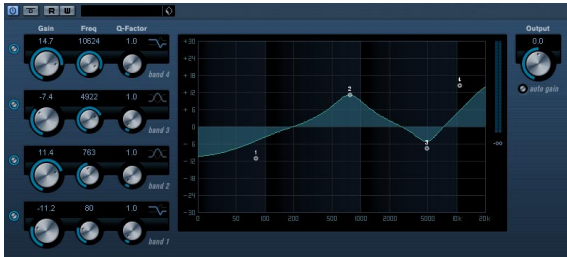 R W
Gain Freq Q-Factor Output
14.7 10624 1.0 0.0
band 4
auto gain
-7.4 4922 1.0
band 3
11.4 763 1.0
band 2
-11.2 80 1.0
band 1
+30
+24
+18
+12
+ 6
0
- 6
- 12
- 18
- 24
- 30
1
2
3
4
-∞
0 50 100 200 500 1000 2000 5000 10k 20k